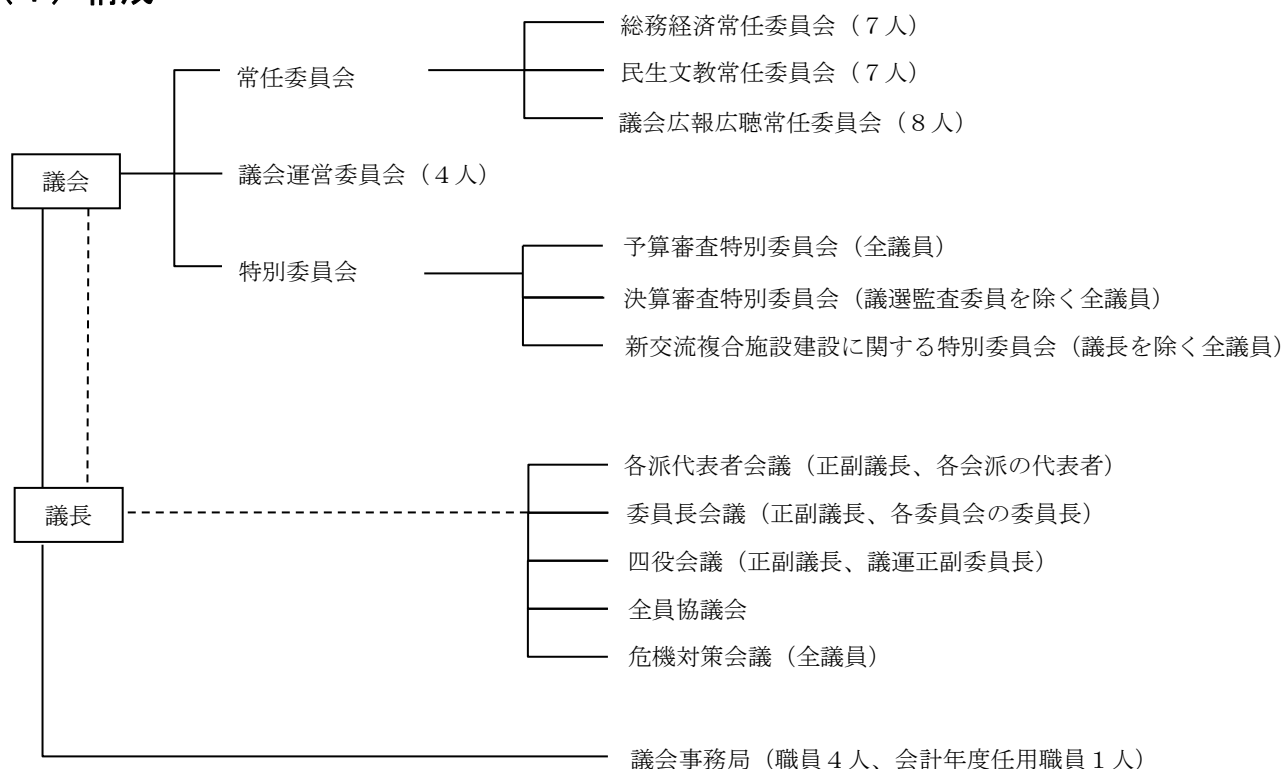 総務経済常任委員会（７人）
常任委員会
民生文教常任委員会（７人）
議会広報広聴常任委員会（８人）
議会
議会運営委員会（４人）
特別委員会
予算審査特別委員会（全議員）
決算審査特別委員会（議選監査委員を除く全議員）
新交流複合施設建設に関する特別委員会（議長を除く全議員）
議長
各派代表者会議（正副議長、各会派の代表者）
委員長会議（正副議長、各委員会の委員長）
四役会議（正副議長、議運正副委員長）
全員協議会
危機対策会議（全議員）
議会事務局（職員４人、会計年度任用職員１人）